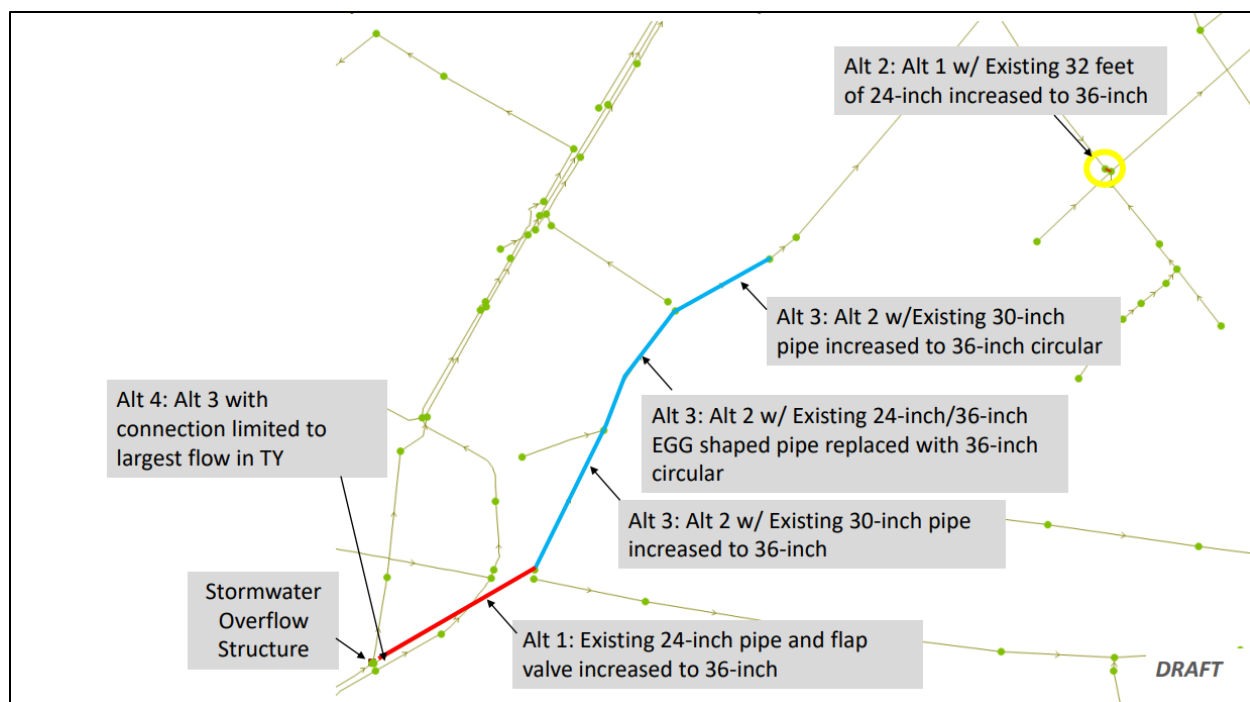 Alt 2: Alt 1 w/ Existing 32 feet
of 24-inch increased to 36-inch
Alt 3: Alt 2 w/Existing 30-inch
pipe increased to 36-inch circular
Alt 4: Alt 3 with
connection limited to
largest flow in TY
Alt 3: Alt 2 w/ Existing 24-inch/36-inch
EGG shaped pipe replaced with 36-inch
circular
Alt 3: Alt 2 w/ Existing 30-inch pipe
increased to 36-inch
Stormwater
Overflow
Structure
Alt 1: Existing 24-inch pipe and flap
valve increased to 36-inch
DRAFT